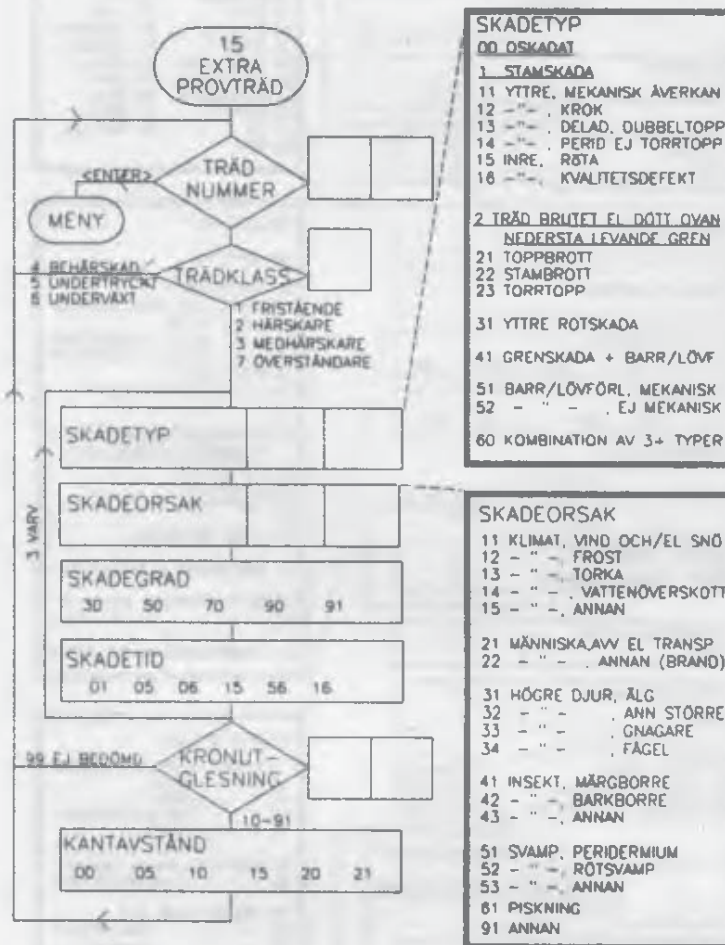 15
EXTRA
PROVTRÄD
TRÄD
NUMMER
<ENTER>
MENY
TRÄDKLASS
4 BEHÄRSKAD
5 UNDERTRYCKT
6 UNDERVÄXT
1 FRISTÅENDE
2 HÄRSKARE
3 MEDHÄRSKARE
7 ÖVERSTÅNDARE
SKADETYP
SKADEORSAK
3 VARV
SKADEGRAD
30 50 70 90 91
SKADETID
01 05 06 15 56 16
99 EJ BEDÖMD
KRONUT-
GLESNING
10-91
KANTAVSTÅND
00 05 10 15 20 21
SKADETYP
00 OSKADAT
1 STAMSKADA
11 YTTRE, MEKANISK ÅVERKAN
12 -"- , KROK
13 -"- , DELAD, DUBBELTOPP
14 -"- , PERID EJ TORRTOPP
15 INRE, RÖTA
16 -"-, KVALITETSDEFEKT
2 TRÄD BRUTET EL DÖTT OVAN
NEDERSTA LEVANDE GREN
21 TOPPBROTT
22 STAMBROTT
23 TORRTOPP
31 YTTRE ROTSKADA
41 GRENSKADA + BARR/LÖVF
51 BARR/LÖVFÖRL, MEKANISK
52 - " - , EJ MEKANISK
60 KOMBINATION AV 3+ TYPER
SKADEORSAK
11 KLIMAT, VIND OCH/EL SNÖ
12 - " -, FROST
13 - " -, TORKA
14 - " - , VATTENÖVERSKOTT
15 - " -, ANNAN
21 MÄNNISKA,AVV EL TRANSP
22 - " - , ANNAN (BRAND)
31 HÖGRE DJUR, ÄLG
32 - " - , ANN STÖRRE
33 - " - , GNAGARE
34 - " - , FÅGEL
41 INSEKT, MÄRGBORRE
42 - " -, BARKBORRE
43 - " -, ANNAN
51 SVAMP, PERIDERMIUM
52 - " -, RÖTSVAMP
53 - " -, ANNAN
61 PISKNING
91 ANNAN